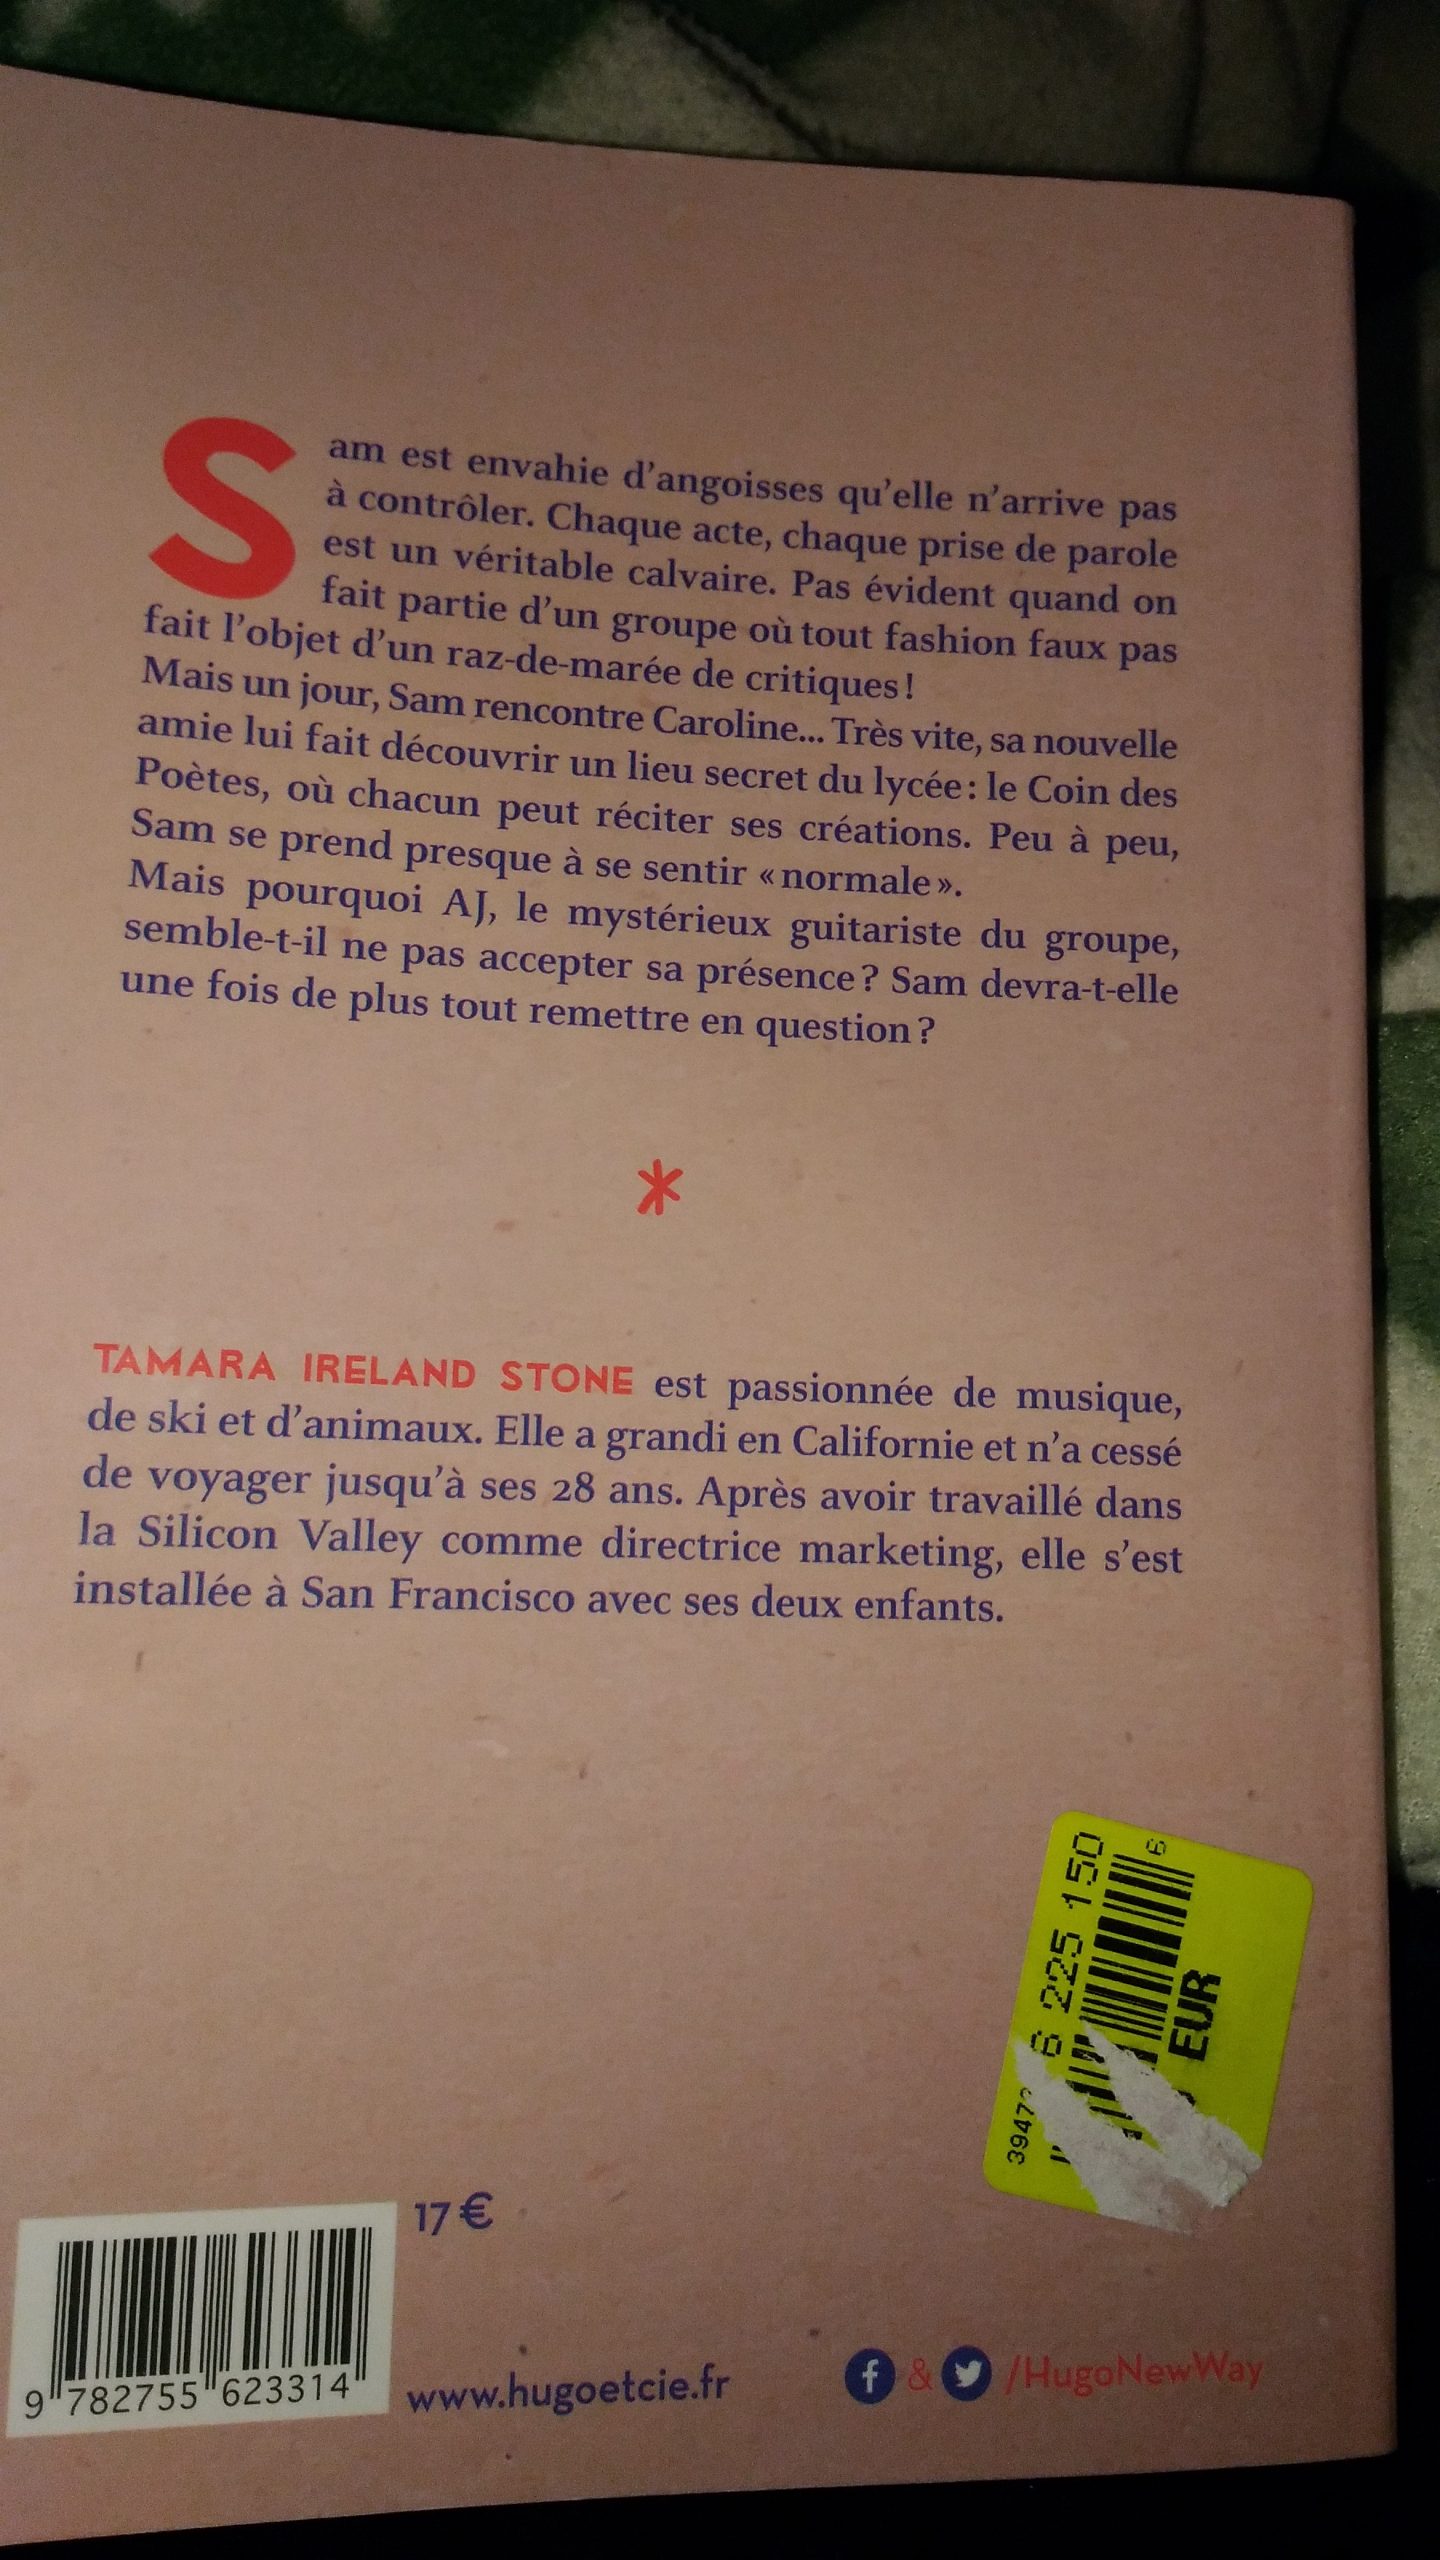 Sam est envahie d'angoisses qu'elle n'arrive pas
à contrôler. Chaque acte, chaque prise de parole
est un véritable calvaire. Pas évident quand on
fait partie d'un groupe où tout fashion faux pas
fait l'objet d'un raz-de-marée de critiques !
Mais un jour, Sam rencontre Caroline... Très vite, sa nouvelle
amie lui fait découvrir un lieu secret du lycée : le Coin des
Poètes, où chacun peut réciter ses créations. Peu à peu,
Sam se prend presque à se sentir « normale ».
Mais pourquoi AJ, le mystérieux guitariste du groupe,
semble-t-il ne pas accepter sa présence ? Sam devra-t-elle
une fois de plus tout remettre en question ?
*
TAMARA IRELAND STONE est passionnée de musique,
de ski et d'animaux. Elle a grandi en Californie et n'a cessé
de voyager jusqu'à ses 28 ans. Après avoir travaillé dans
la Silicon Valley comme directrice marketing, elle s'est
installée à San Francisco avec ses deux enfants.
6 225 150
6
EUR
17 €
9 782755 623314
www.hugoetcie.fr
& /HugoNewWay